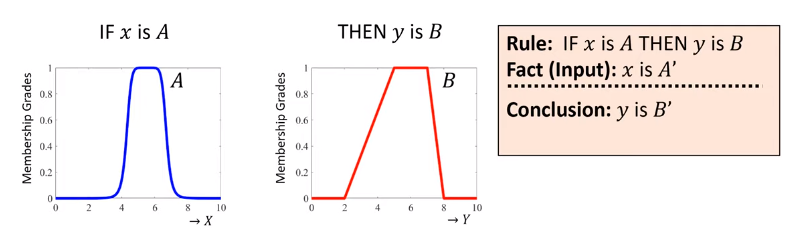 IF x is A
THEN y is B
Rule: IF x is A THEN y is B
Fact (Input): x is A’
Conclusion: y is B’
Membership Grades
1
0.8
0.6
0.4
0.2
0
A
0 2 4 6 8 10
→ X
Membership Grades
1
0.8
0.6
0.4
0.2
0
B
0 2 4 6 8 10
→ Y